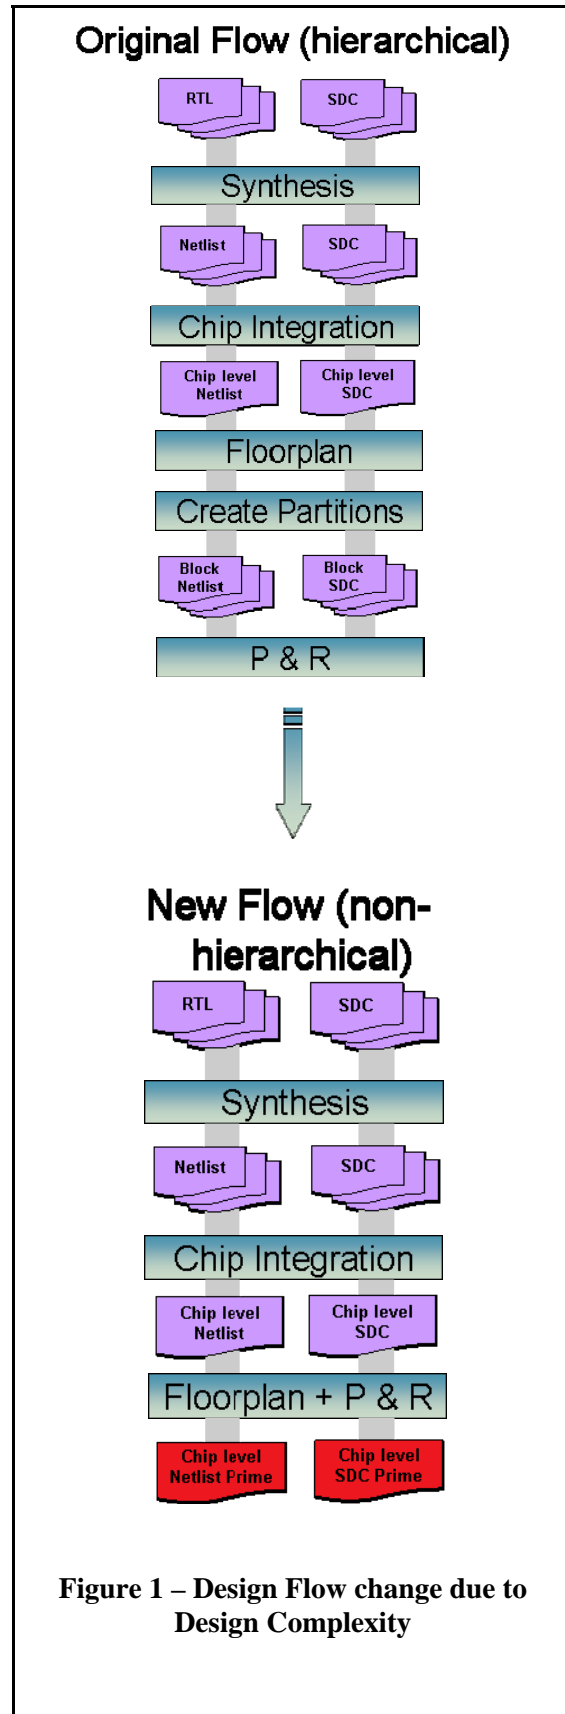 Original Flow (hierarchical)
RTL
SDC
Synthesis
Netlist
SDC
Chip Integration
Chip level
Netlist
Chip level
SDC
Floorplan
Create Partitions
Block
Netlist
Block
SDC
P & R
New Flow (non-
hierarchical)
RTL
SDC
Synthesis
Netlist
SDC
Chip Integration
Chip level
Netlist
Chip level
SDC
Floorplan + P & R
Chip level
Netlist Prime
Chip level
SDC Prime
Figure 1 – Design Flow change due to
Design Complexity